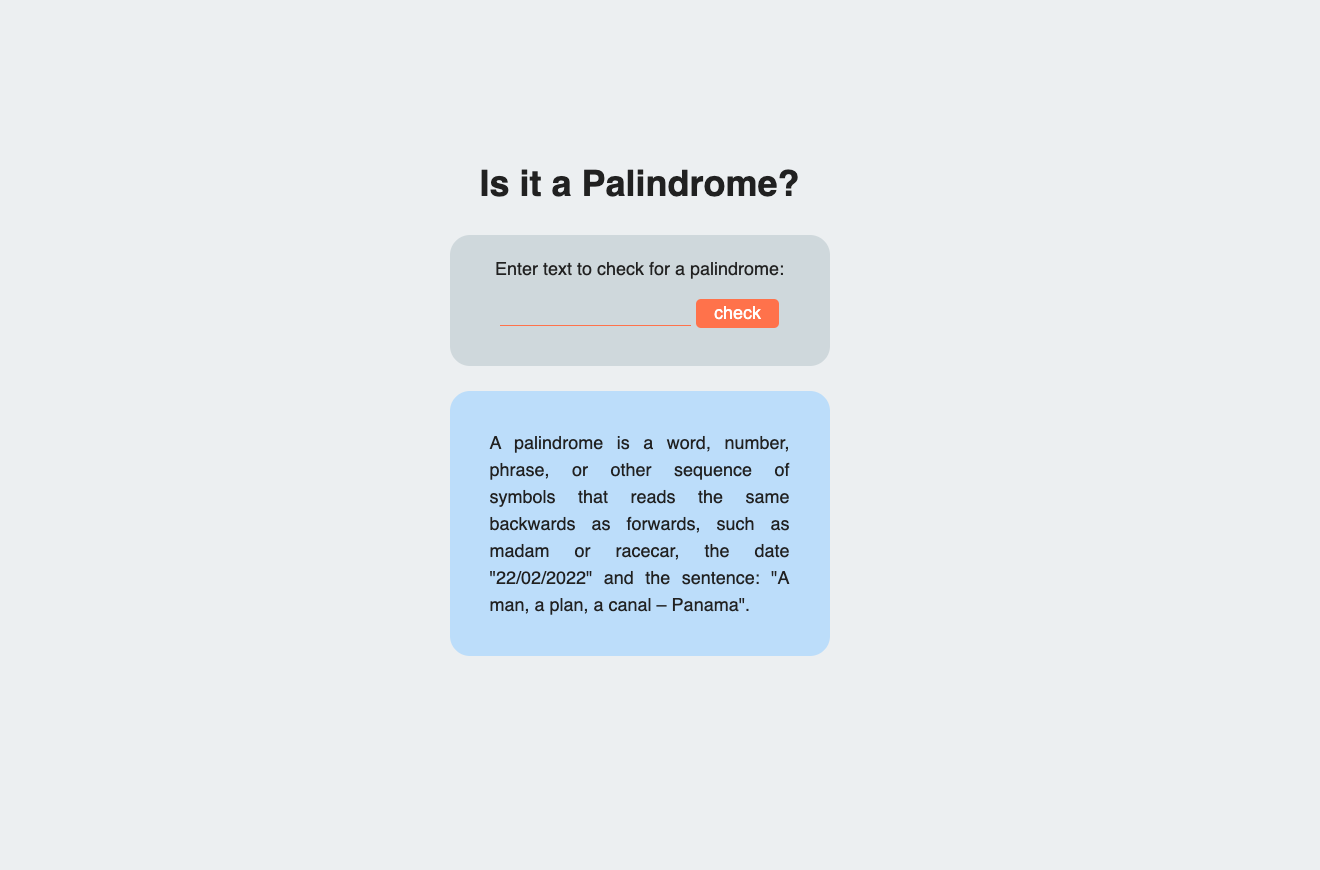 Is it a Palindrome?
Enter text to check for a palindrome:
check
A palindrome is a word, number,
phrase, or other sequence of
symbols that reads the same
backwards as forwards, such as
madam or racecar, the date
"22/02/2022" and the sentence: "A
man, a plan, a canal – Panama".